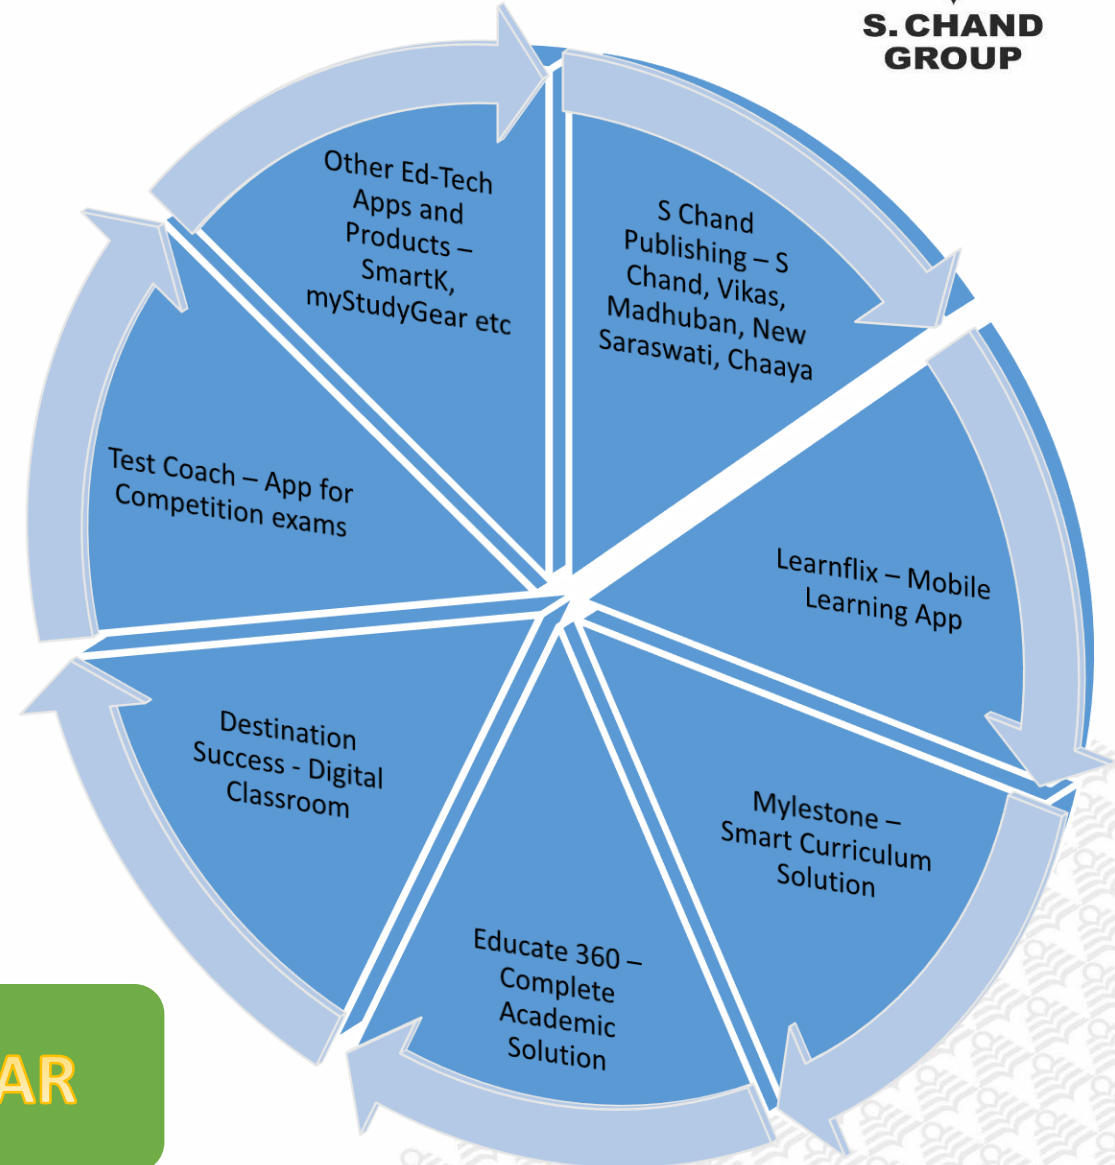 S. CHAND
GROUP
S Chand
Publishing – S
Chand, Vikas,
Madhuban, New
Saraswati, Chaaya
Learnflix – Mobile
Learning App
Mylestone –
Smart Curriculum
Solution
Educate 360 –
Complete
Academic
Solution
Destination
Success - Digital
Classroom
Test Coach – App for
Competition exams
Other Ed-Tech
Apps and
Products –
SmartK,
myStudyGear etc
AR